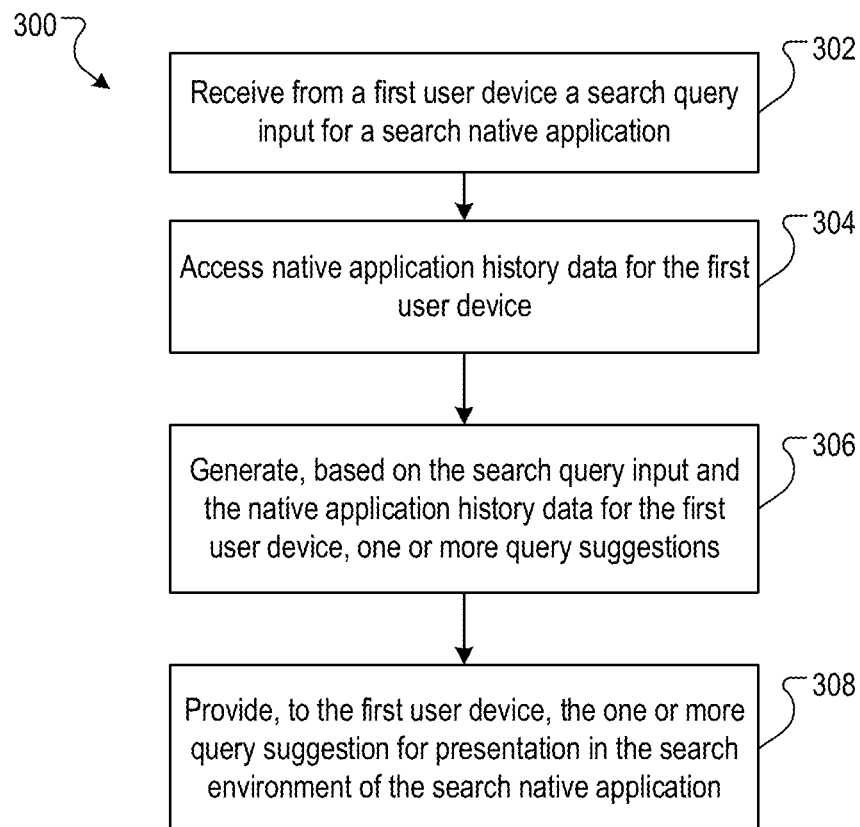 300
302
Receive from a first user device a search query
input for a search native application
304
Access native application history data for the first
user device
306
Generate, based on the search query input and
the native application history data for the first
user device, one or more query suggestions
308
Provide, to the first user device, the one or more
query suggestion for presentation in the search
environment of the search native application